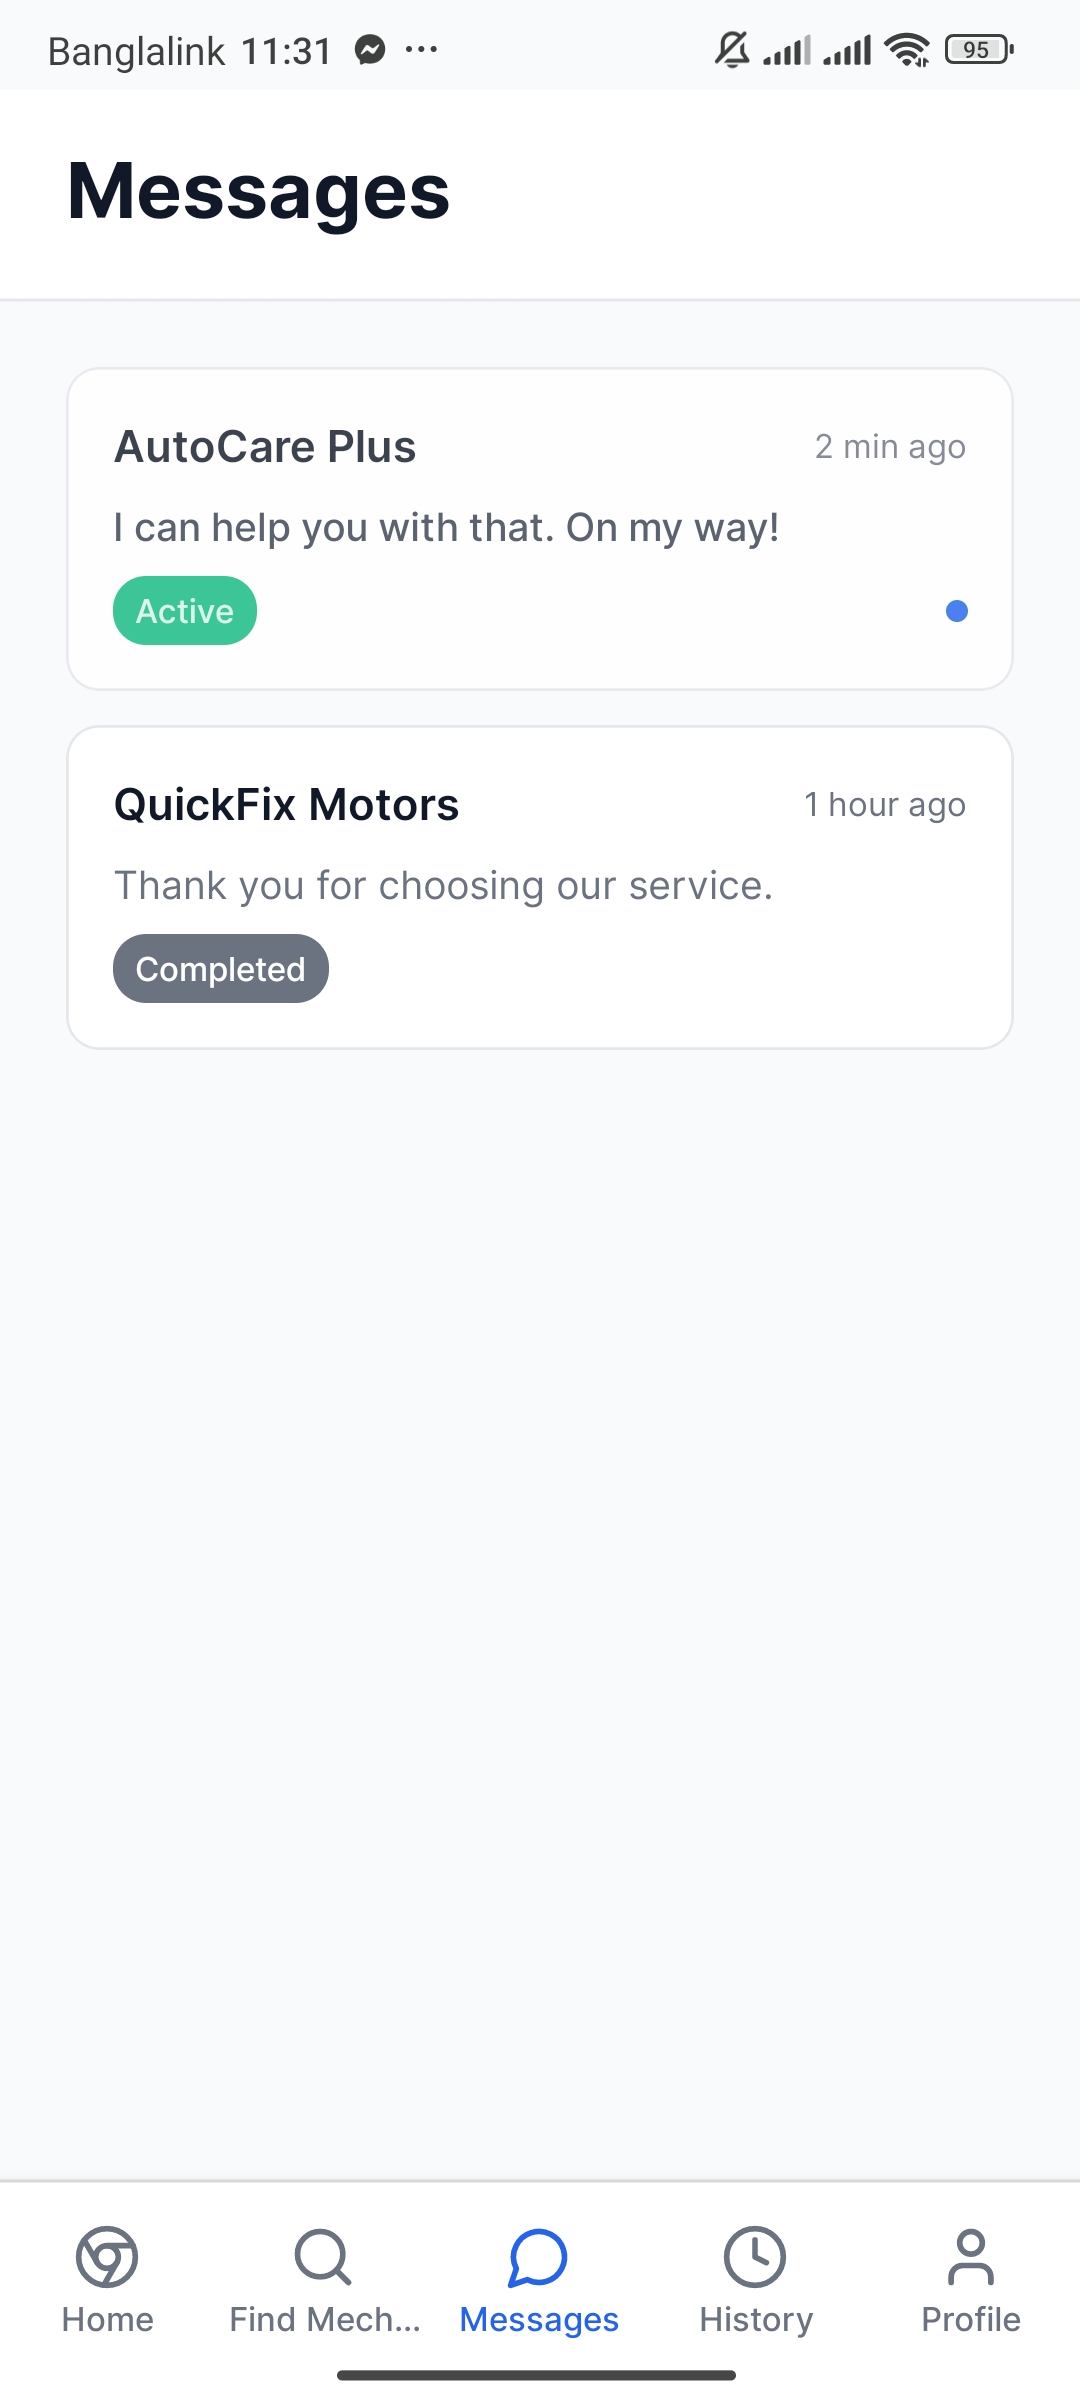 Banglalink 11:31 ... 95
Messages
AutoCare Plus 2 min ago
I can help you with that. On my way!
Active
QuickFix Motors 1 hour ago
Thank you for choosing our service.
Completed
Home Find Mech... Messages History Profile